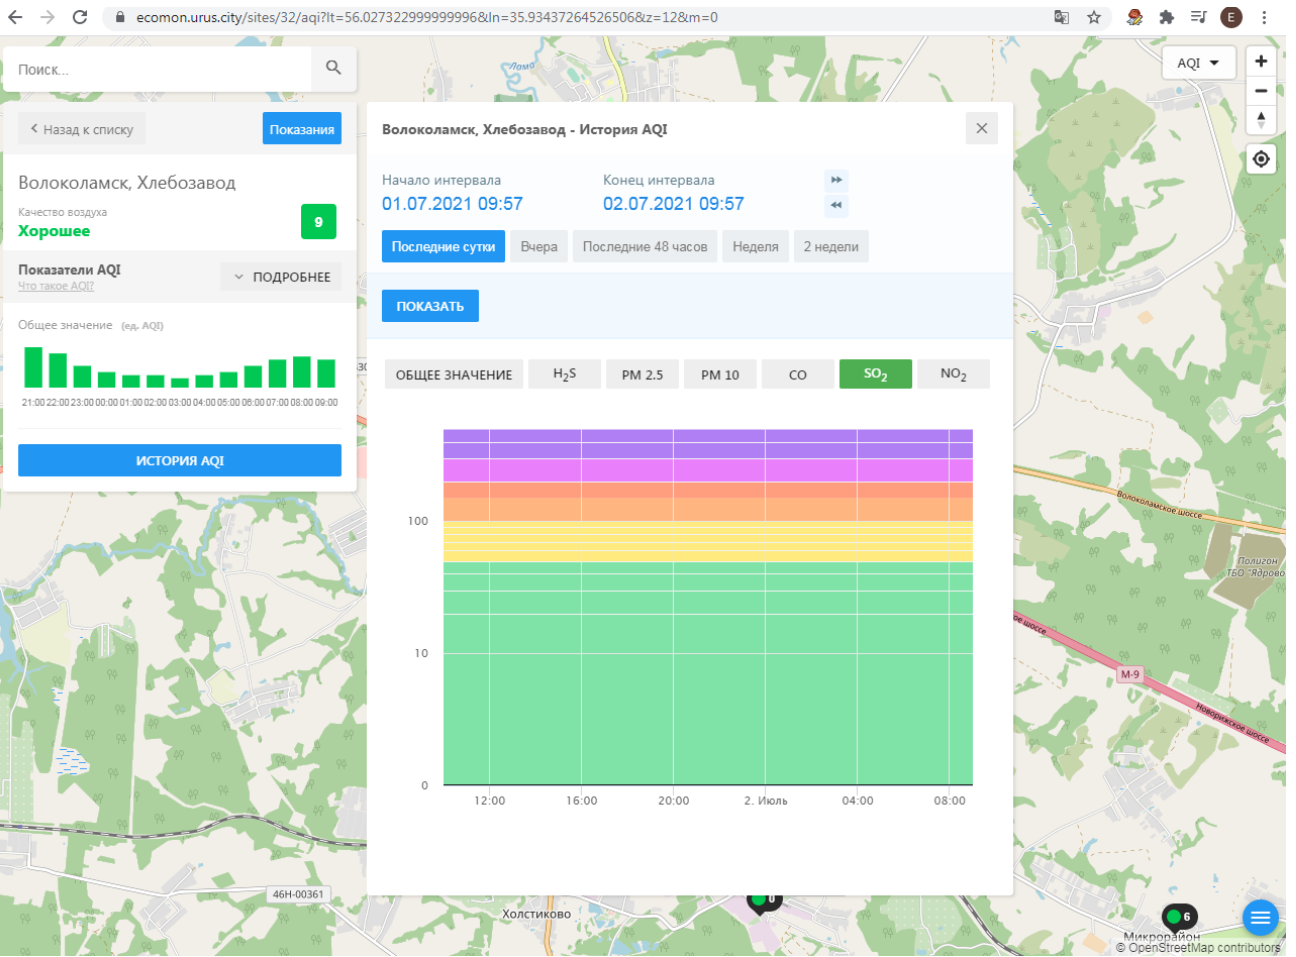 ecomon.urus.city/sites/32/aqi?lt=56.027322999999996&ln=35.93437264526506&z=12&m=0
E
Поиск...
AQI
Лама
Назад к списку
Показания
Волоколамск, Хлебозавод
Качество воздуха
Хорошее
9
Показатели AQI
Что такое AQI?
ПОДРОБНЕЕ
Общее значение (ед. AQI)
21:00 22:00 23:00 00:00 01:00 02:00 03:00 04:00 05:00 06:00 07:00 08:00 09:00
ИСТОРИЯ AQI
Волоколамск, Хлебозавод - История AQI
Начало интервала
Конец интервала
01.07.2021 09:57
02.07.2021 09:57
Последние сутки
Вчера
Последние 48 часов
Неделя
2 недели
ПОКАЗАТЬ
ОБЩЕЕ ЗНАЧЕНИЕ
H2S
PM 2.5
PM 10
CO
SO2
NO2
100
10
0
12:00 16:00 20:00 2. Июль 04:00 08:00
Волоколамское шоссе
Полигон
ТБО "Ядрово
ое шоссе
М-9
Новорижское шоссе
46Н-00361
Холстиково
0
6
Микрорайон
© OpenStreetMap contributors